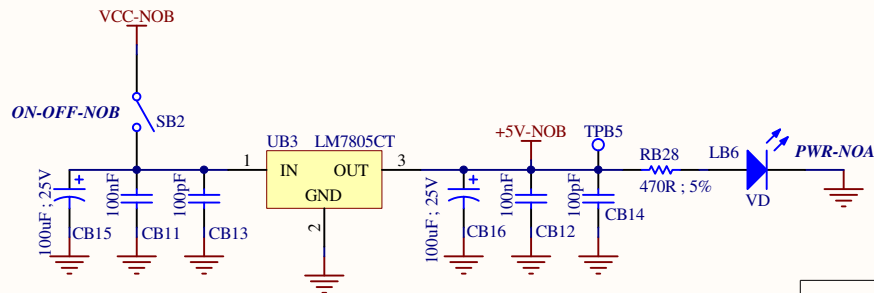 VCC-NOB
ON-OFF-NOB
SB2
UB3 LM7805CT
+5V-NOB
TPB5
1
IN OUT
GND
2
3
RB28
470R ; 5%
LB6
PWR-NOA
VD
100uF ; 25V
+
CB15
100nF
CB11
100pF
CB13
100uF ; 25V
+
CB16
100nF
CB12
100pF
CB14